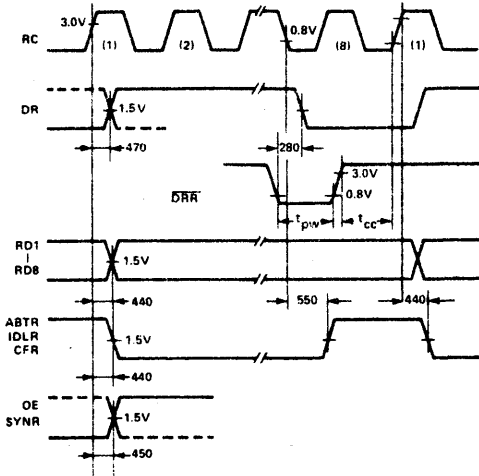 RC
3.0V
(1)
(2)
0.8V
(8)
(1)
DR
1.5V
470
280
DRR
3.0V
0.8V
tpw
tcc
RD1
|
RD8
1.5V
440
550
440
ABTR
IDLR
CFR
1.5V
440
OE
SYNR
1.5V
450